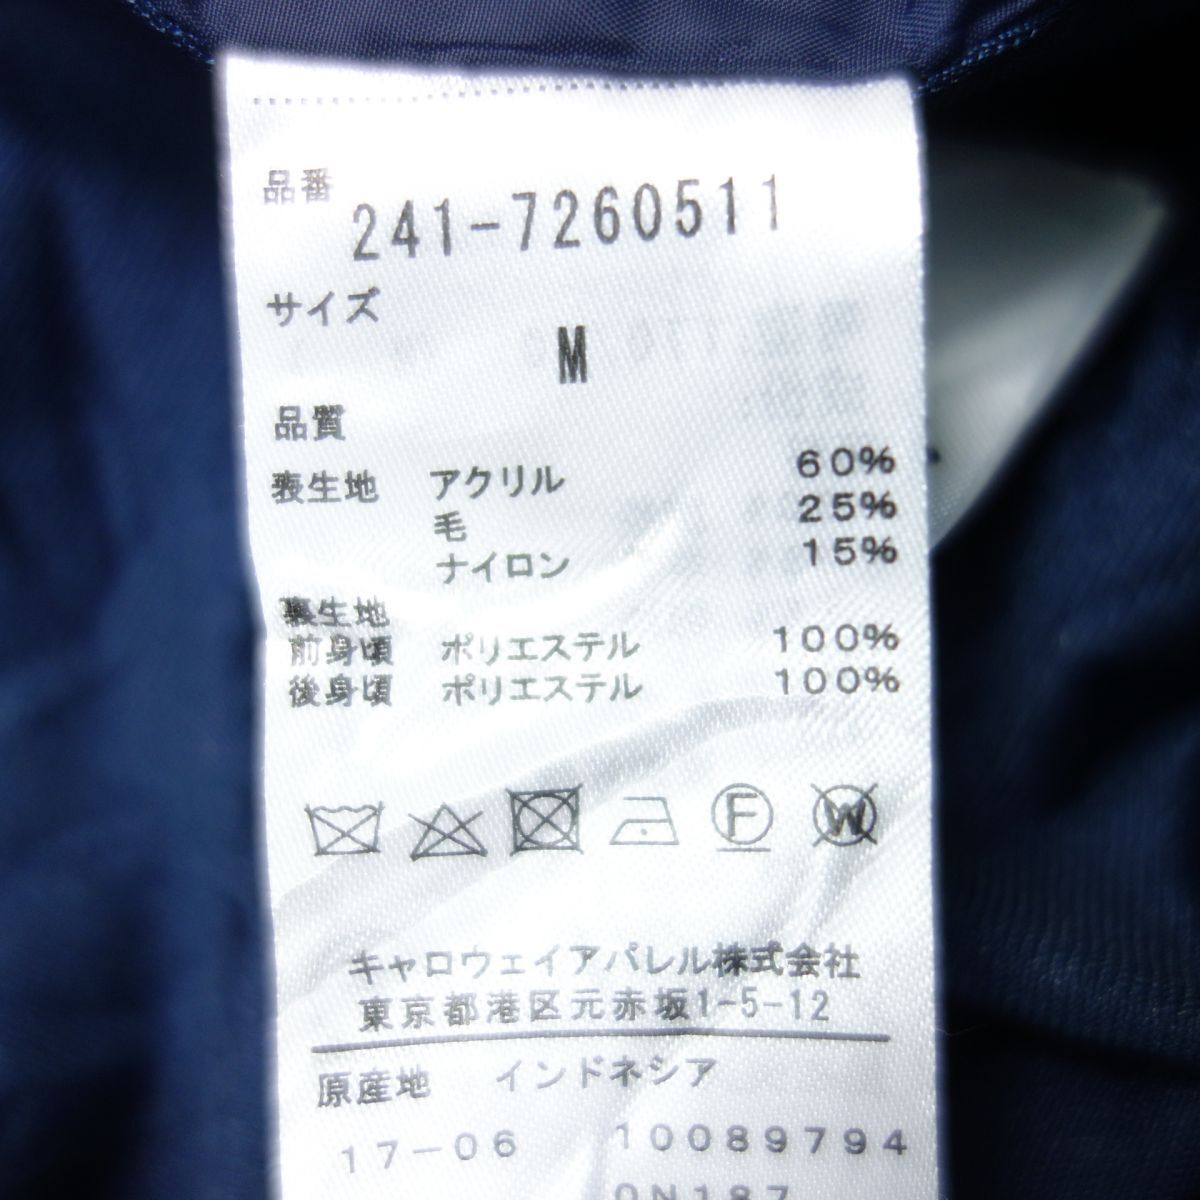 品番
241-7260511
サイズ
M
品質
表生地 アクリル 60%
毛 25%
ナイロン 15%
裏生地
前身頃 ポリエステル 100%
後身頃 ポリエステル 100%
F W
キャロウェイアパレル株式会社
東京都港区元赤坂1-5-12
原産地 インドネシア
17-06 10089794
0N187